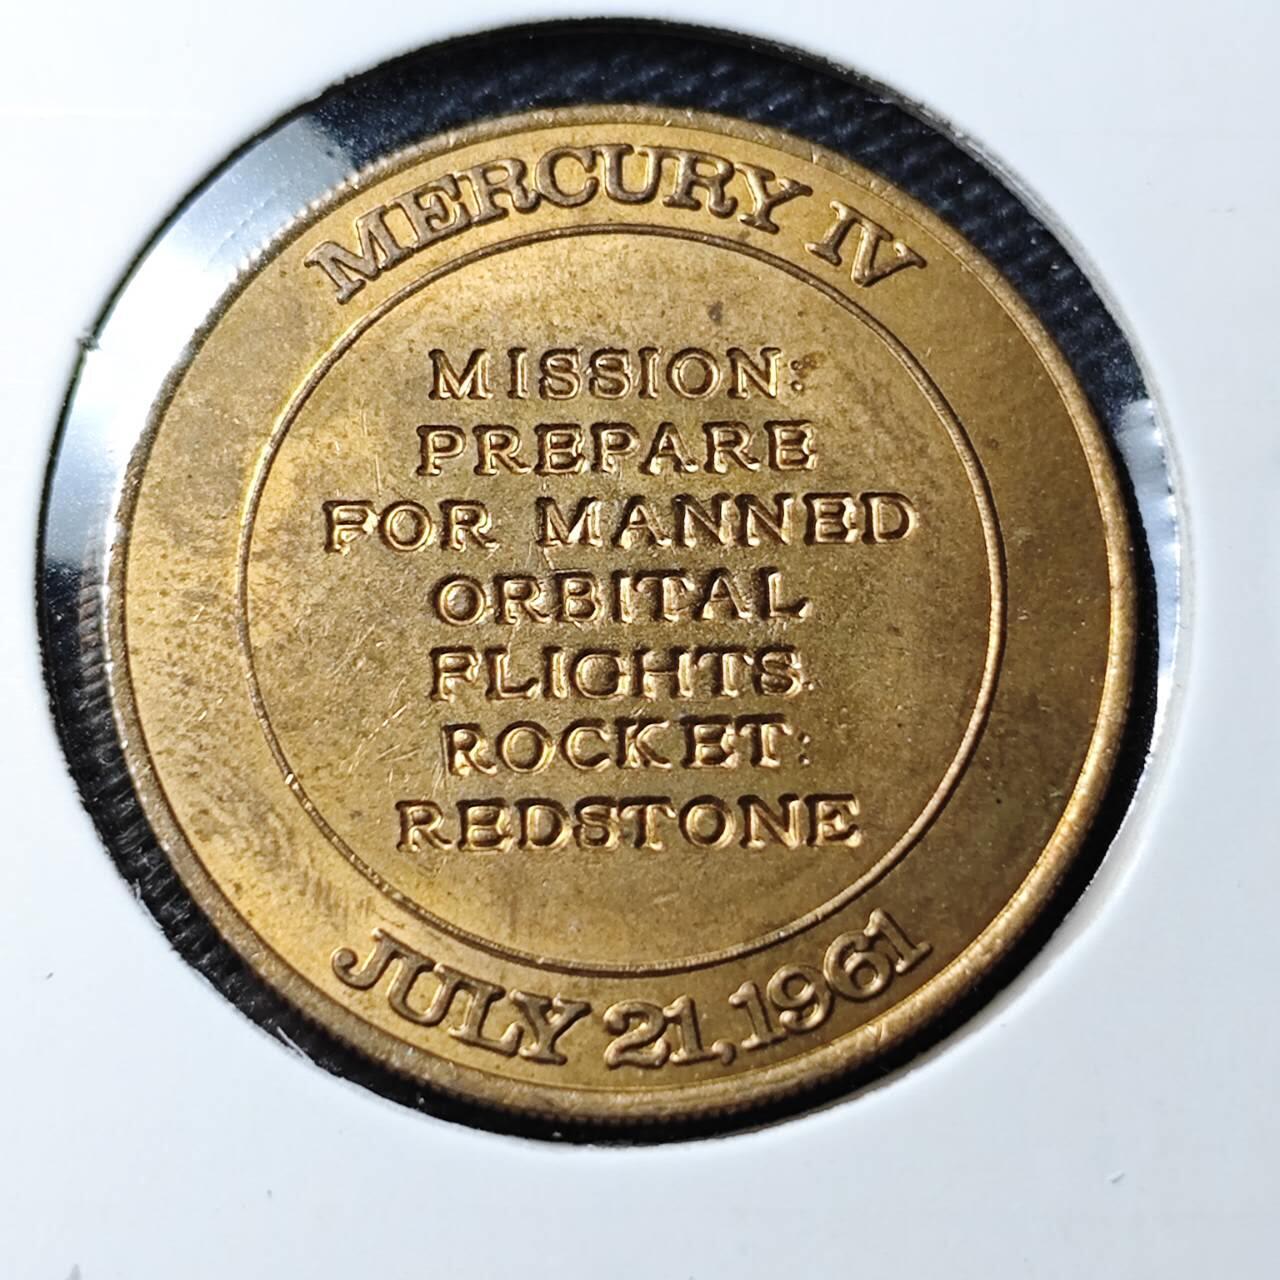 MERCURY IV
MISSION:
PREPARE
FOR MANNED
ORBITAL
FLIGHTS.
ROCKET:
REDSTONE
JULY 21, 1961